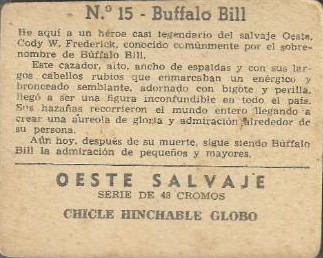 N.º 15 - Buffalo Bill
He aquí a un héroe casi legendario del salvaje Oeste,
Cody W. Frederick, conocido comúnmente por el sobre-
nombre de Búffalo Bill.
Este cazador, alto, ancho de espaldas y con sus lar-
gos cabellos rubios que enmarcaban un enérgico y
bronceado semblante, adornado con bigote y perilla,
llegó a ser una figura inconfundible en todo el país.
Sus hazañas recorrieron el mundo entero llegando a
crear una aureola de gloria y admiración alrededor de
su persona.
Aún hoy, después de su muerte, sigue siendo Búffalo
Bill la admiración de pequeños y mayores.
OESTE SALVAJE
SERIE DE 48 CROMOS
CHICLE HINCHABLE GLOBO